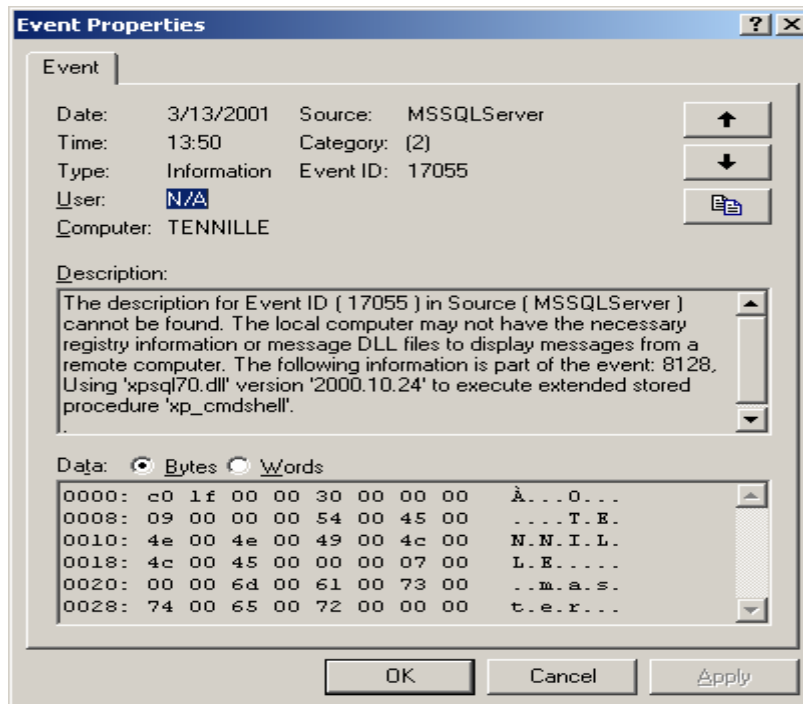 Event Properties
Event
Date: 3/13/2001 Source: MSSQLServer
Time: 13:50 Category: (2)
Type: Information Event ID: 17055
User: N/A
Computer: TENNILLE
Description:
The description for Event ID ( 17055 ) in Source ( MSSQLServer )
cannot be found. The local computer may not have the necessary
registry information or message DLL files to display messages from a
remote computer. The following information is part of the event: 8128,
Using 'xpsql70.dll' version '2000.10.24' to execute extended stored
procedure 'xp_cmdshell'.
.
Data: Bytes Words
0000: c0 1f 00 00 30 00 00 00 À...0...
0008: 09 00 00 00 54 00 45 00 ....T.E.
0010: 4e 00 4e 00 49 00 4c 00 N.N.I.L.
0018: 4c 00 45 00 00 00 07 00 L.E.....
0020: 00 00 6d 00 61 00 73 00 ..m.a.s.
0028: 74 00 65 00 72 00 00 00 t.e.r...
OK Cancel Apply